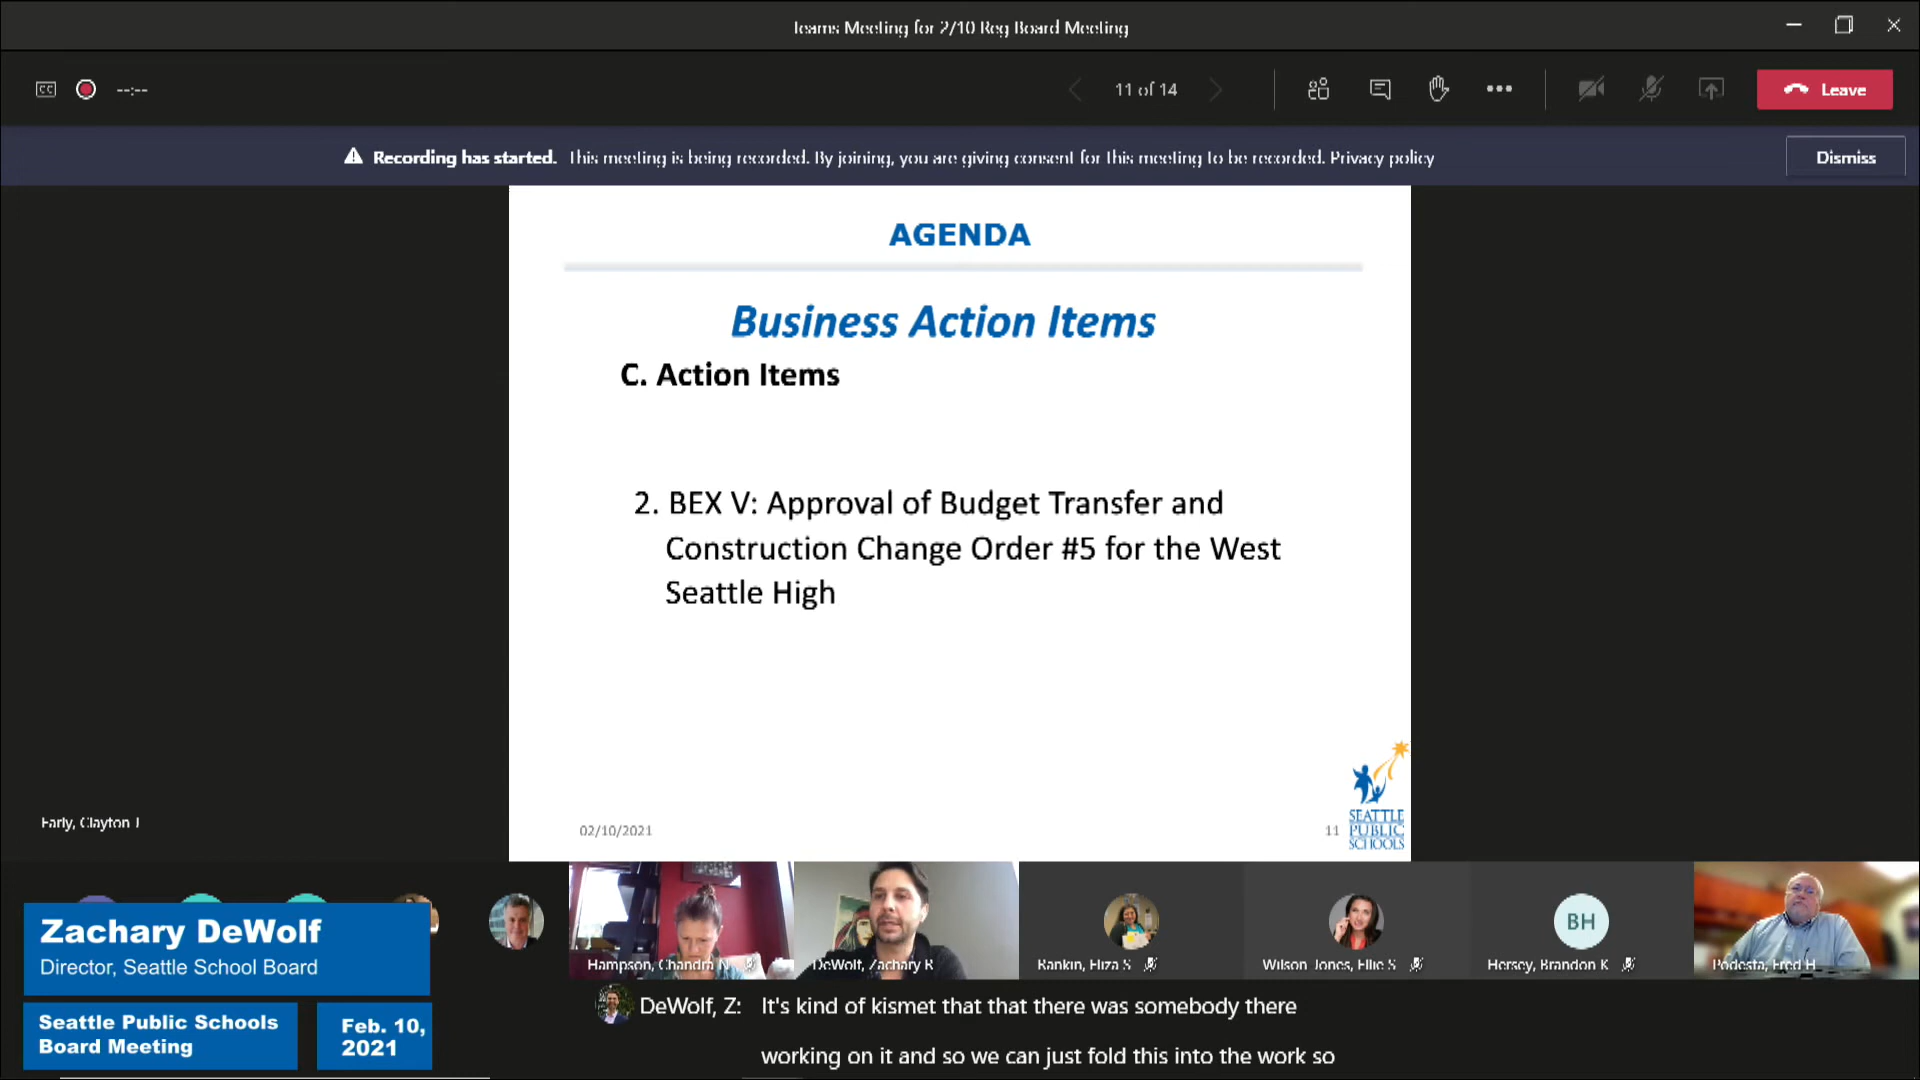 Teams Meeting for 2/10 Reg Board Meeting
CC
--:--
11 of 14
Leave
Recording has started. This meeting is being recorded. By joining, you are giving consent for this meeting to be recorded. Privacy policy
Dismiss
AGENDA
Business Action Items
C. Action Items
2. BEX V: Approval of Budget Transfer and
Construction Change Order #5 for the West
Seattle High
02/10/2021
11
SEATTLE
PUBLIC
SCHOOLS
Early, Clayton J
Hampson, Chandra N
DeWolf, Zachary R
Rankin, Eliza S
Wilson Jones, Ellie S
BH
Hersey, Brandon K
Podesta, Fred H
Zachary DeWolf
Director, Seattle School Board
Seattle Public Schools
Board Meeting
Feb. 10,
2021
DeWolf, Z: It's kind of kismet that that there was somebody there
working on it and so we can just fold this into the work so